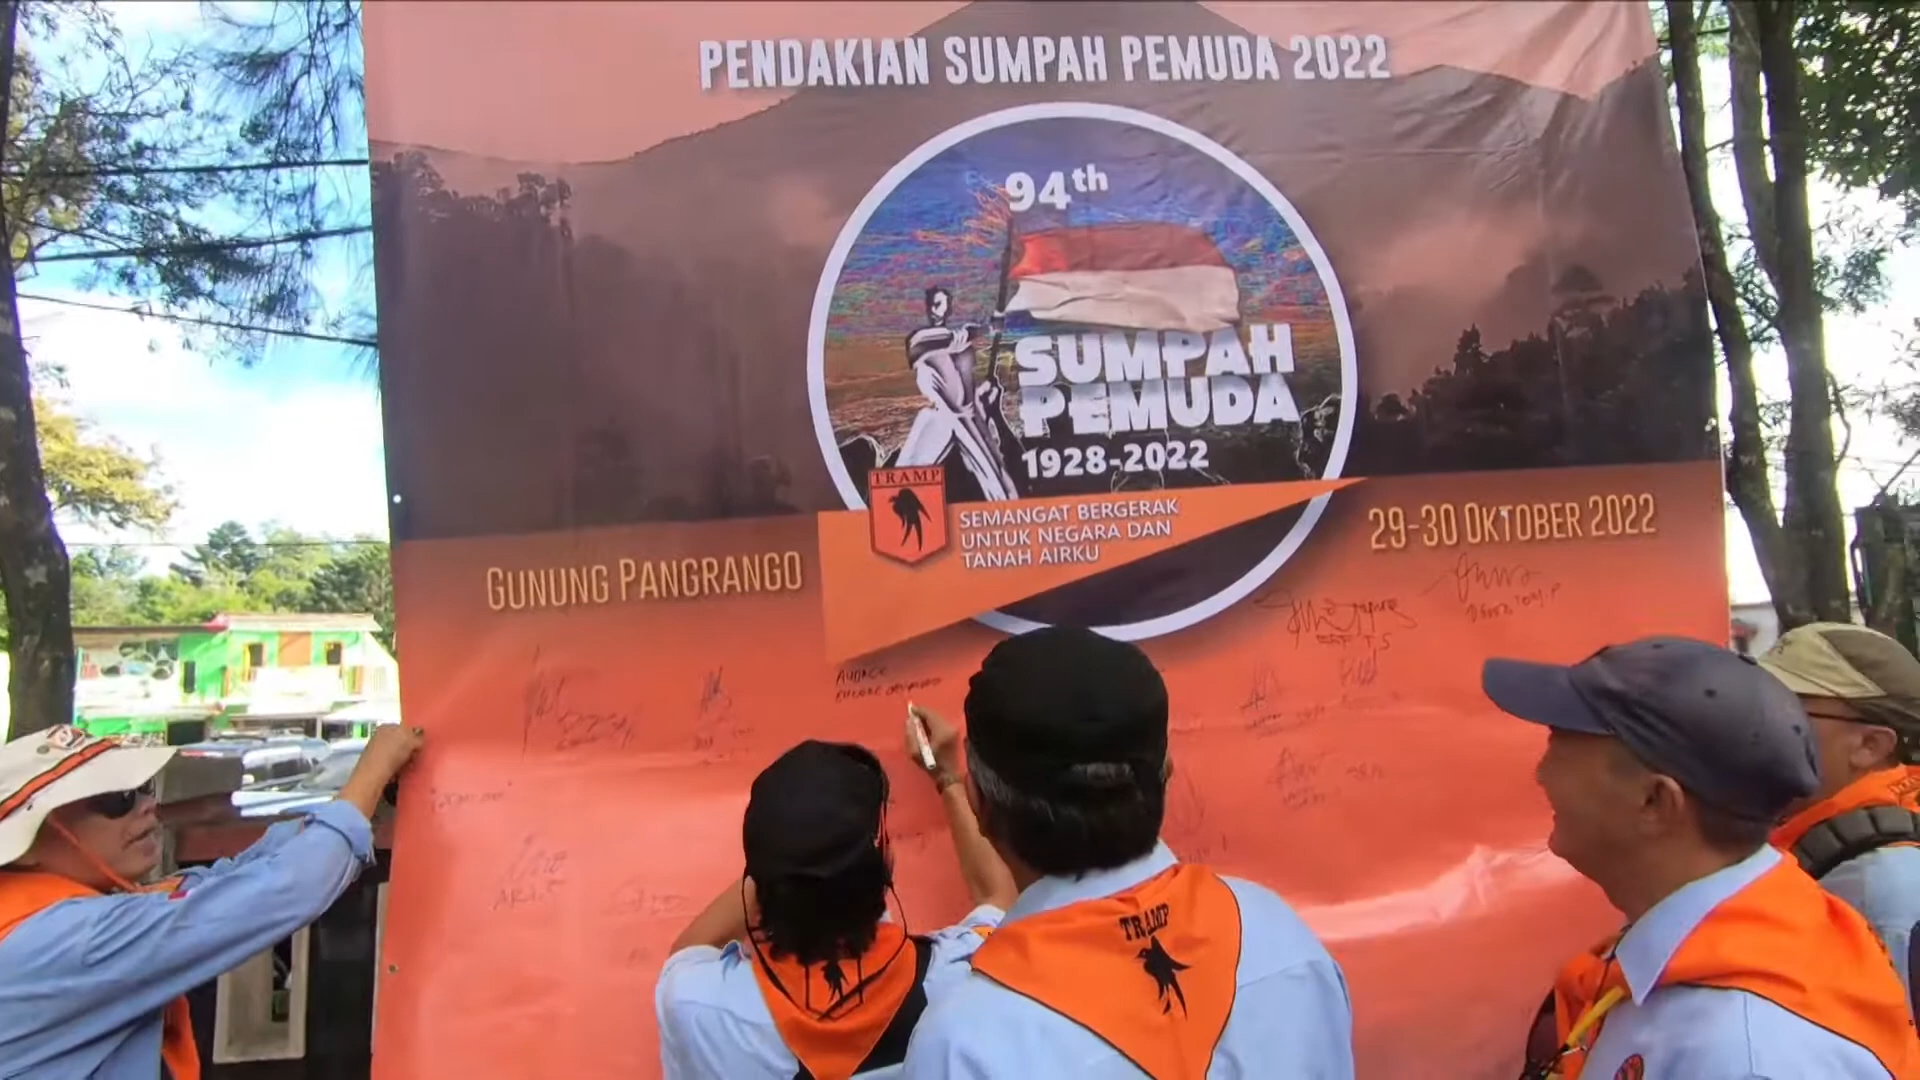 PENDAKIAN SUMPAH PEMUDA 2022
94th
SUMPAH
PEMUDA
1928-2022
TRAMP
SEMANGAT BERGERAK
UNTUK NEGARA DAN
TANAH AIRKU
GUNUNG PANGRANGO
29-30 OKTOBER 2022
TRAMP